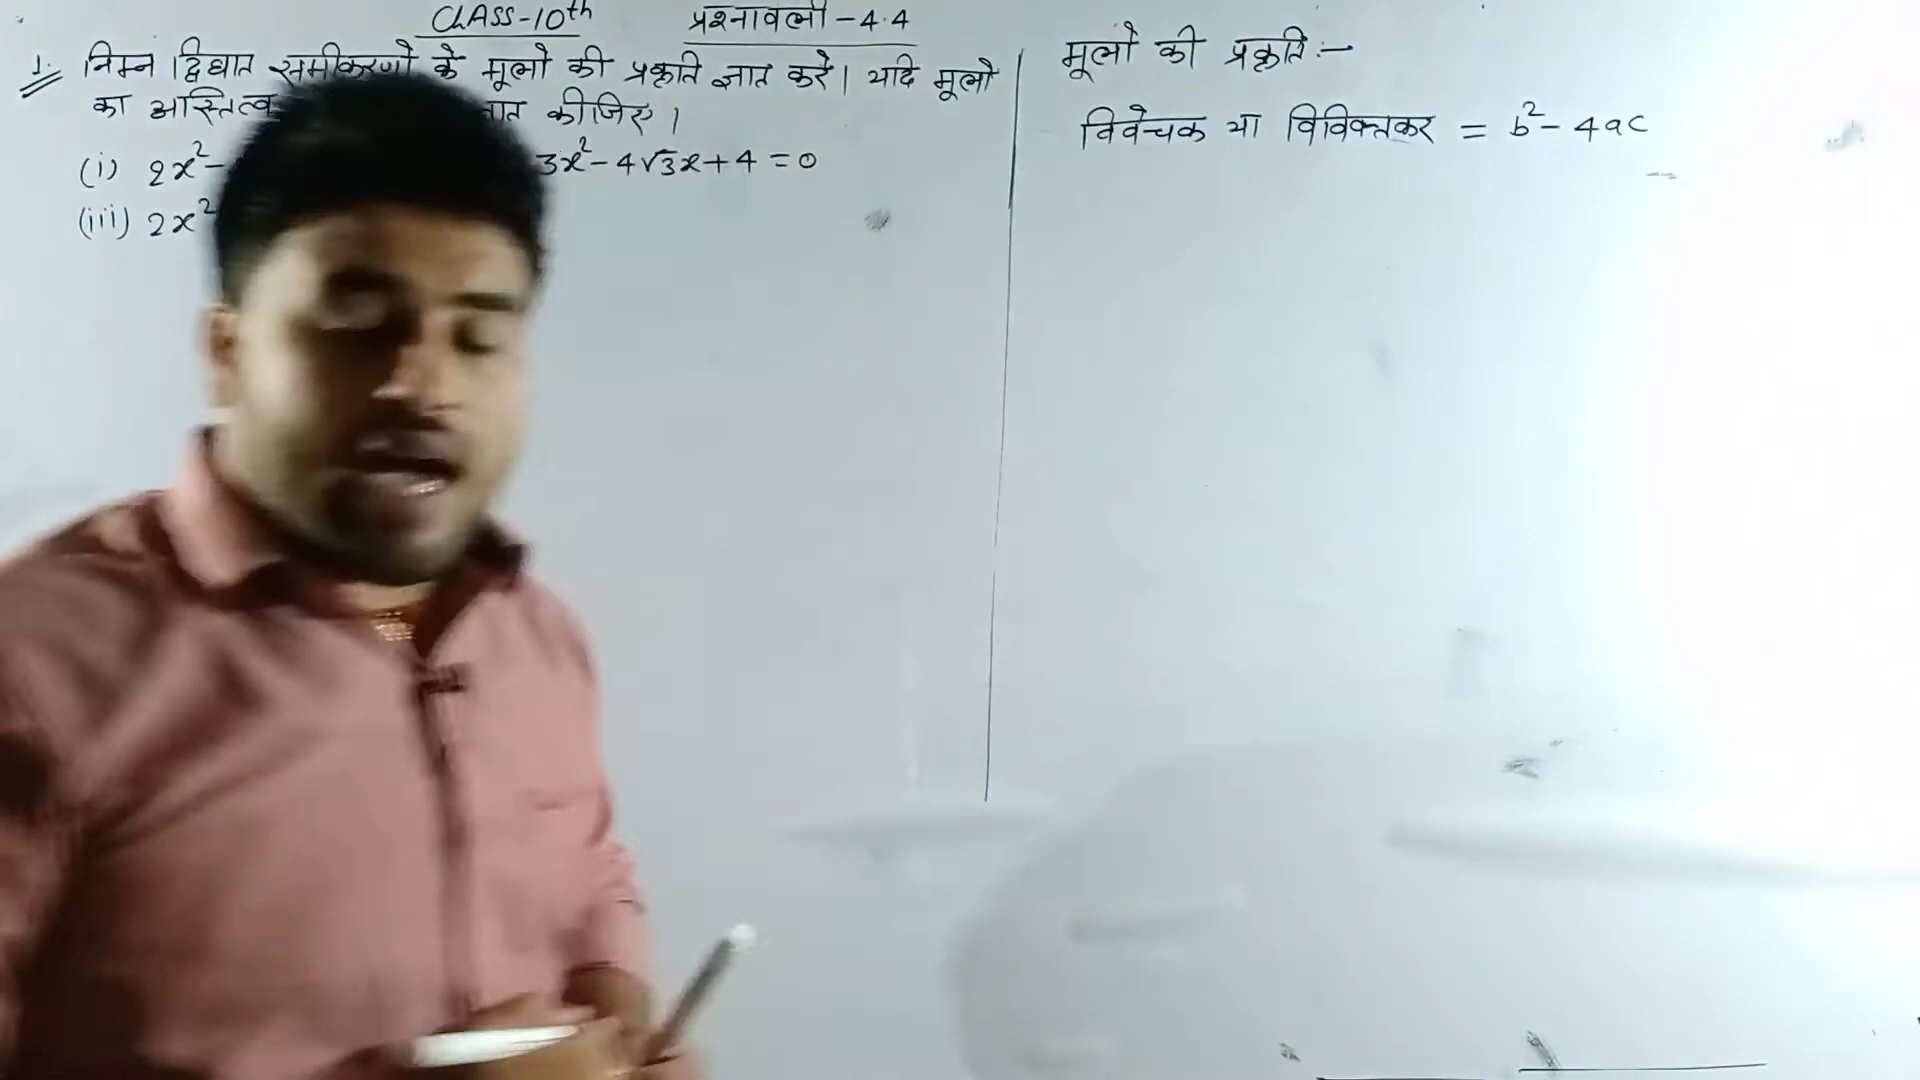 CLASS-10th प्रश्नावली-4.4
1. निम्न द्विघात समीकरणों के मूलों की प्रकृति ज्ञात करें। यदि मूलों
का अस्तित्व कीजिए।
(i) 2x²- 3x²-4√3x+4=0
(iii) 2x²
मूलों की प्रकृति:-
विवेचक या विविक्तकर = b²-4ac